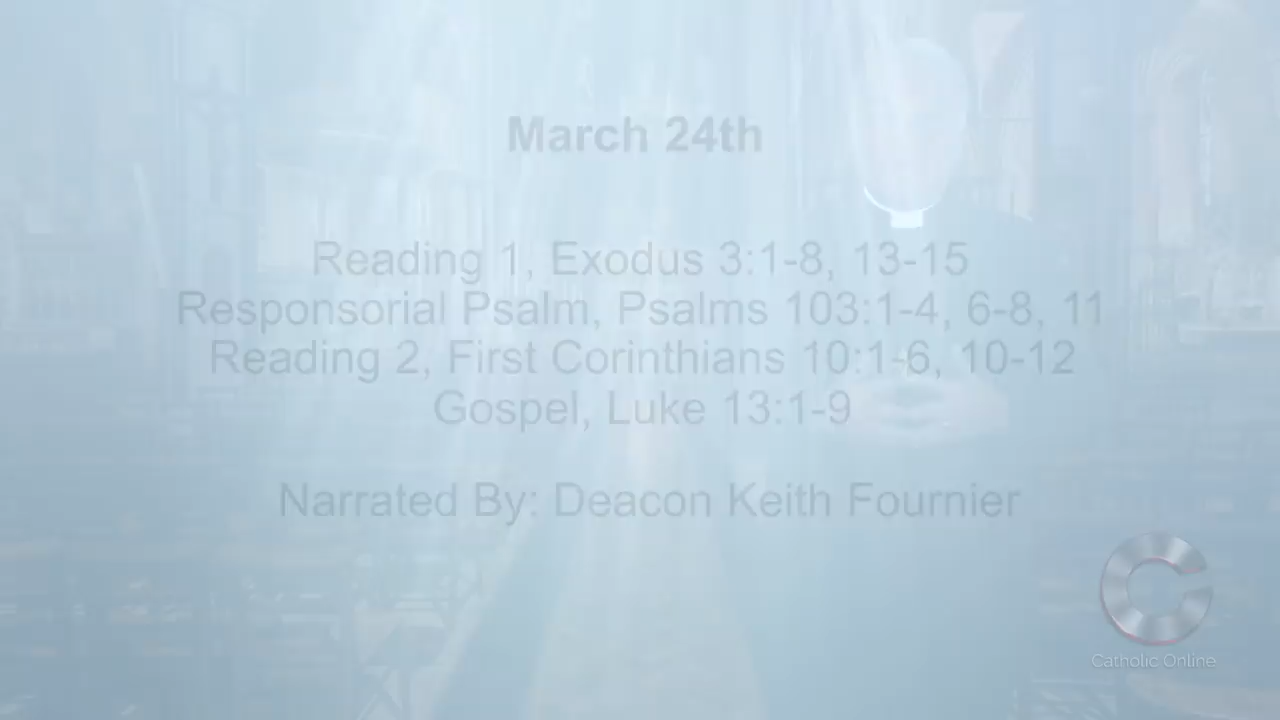 March 24th
Reading 1, Exodus 3:1-8, 13-15
Responsorial Psalm, Psalms 103:1-4, 6-8, 11
Reading 2, First Corinthians 10:1-6, 10-12
Gospel, Luke 13:1-9
Narrated By: Deacon Keith Fournier
Catholic Online